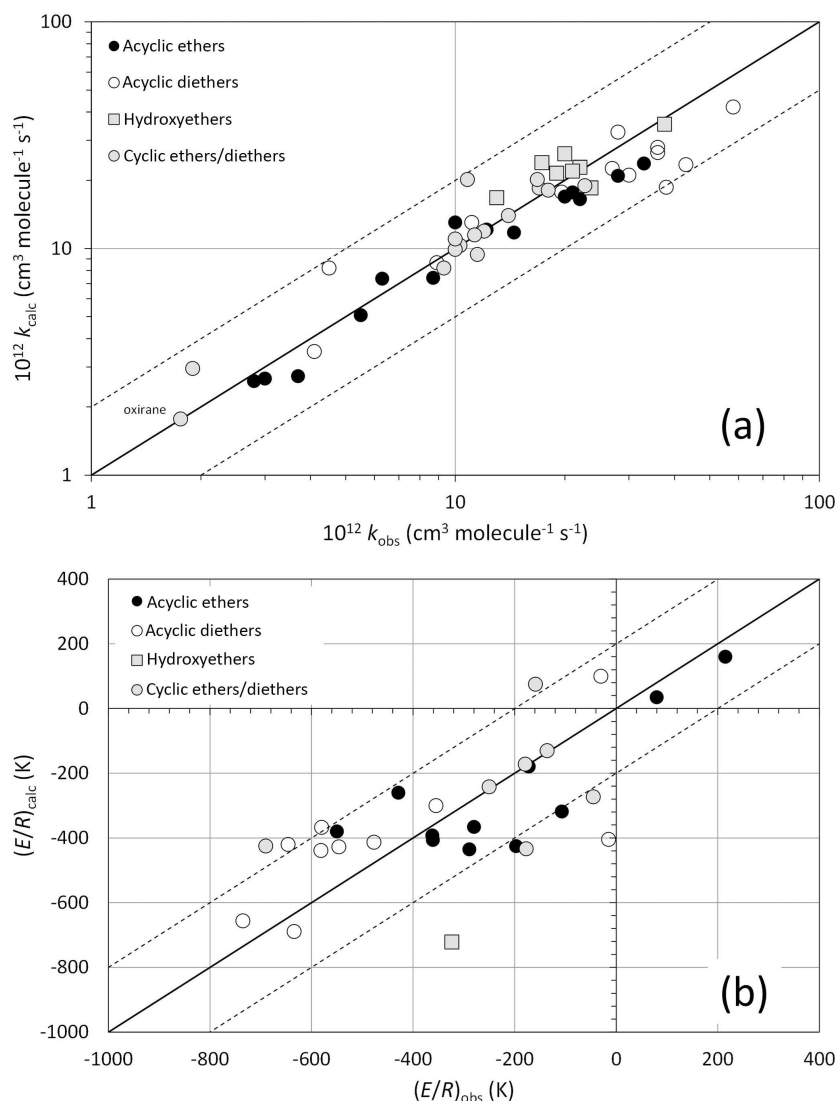 100
10
1
10¹² k_calc (cm³ molecule⁻¹ s⁻¹)
Acyclic ethers
Acyclic diethers
Hydroxyethers
Cyclic ethers/diethers
oxirane
(a)
1
10
100
10¹² k_obs (cm³ molecule⁻¹ s⁻¹)
400
200
0
-200
-400
-600
-800
-1000
(E/R)_calc (K)
Acyclic ethers
Acyclic diethers
Hydroxyethers
Cyclic ethers/diethers
(b)
-1000 -800 -600 -400 -200 0 200 400
(E/R)_obs (K)